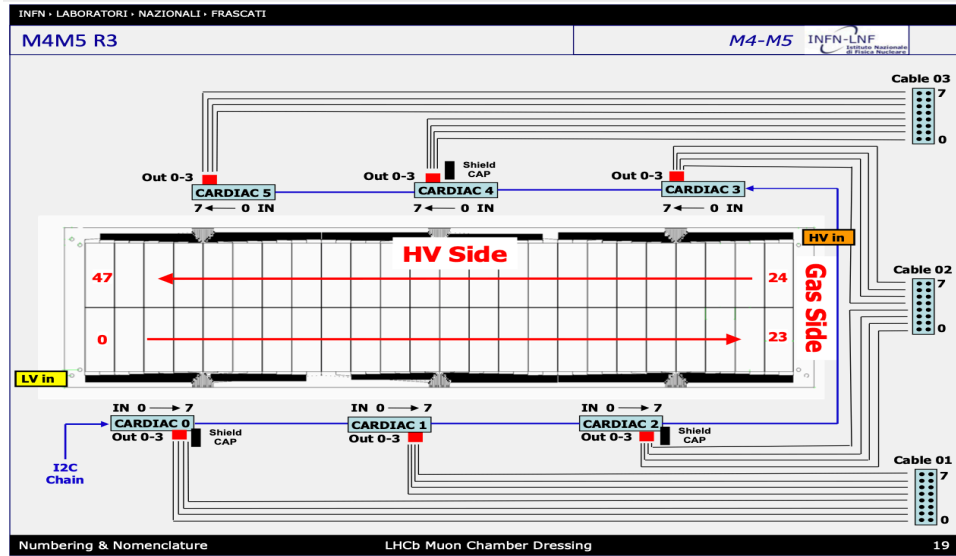 INFN • LABORATORI • NAZIONALI • FRASCATI
M4M5 R3
M4-M5
INFN-LNF
Istituto Nazionale
di Fisica Nucleare
Cable 03
7
0
Out 0-3
CARDIAC 5
7 ← 0 IN
Out 0-3
Shield
CAP
CARDIAC 4
7 ← 0 IN
Out 0-3
CARDIAC 3
7 ← 0 IN
HV in
HV Side
Gas Side
47
24
0
23
Cable 02
7
0
LV in
IN 0 → 7
CARDIAC 0
Out 0-3
Shield
CAP
IN 0 → 7
CARDIAC 1
Out 0-3
IN 0 → 7
CARDIAC 2
Out 0-3
Shield
CAP
I2C
Chain
Cable 01
7
0
Numbering & Nomenclature
LHCb Muon Chamber Dressing
19